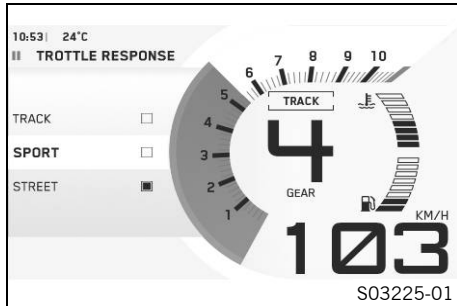 10:53| 24°C
TROTTLE RESPONSE
TRACK
SPORT
STREET
1
2
3
4
5
6
7
8
9
10
TRACK
4
GEAR
KM/H
103
S03225-01